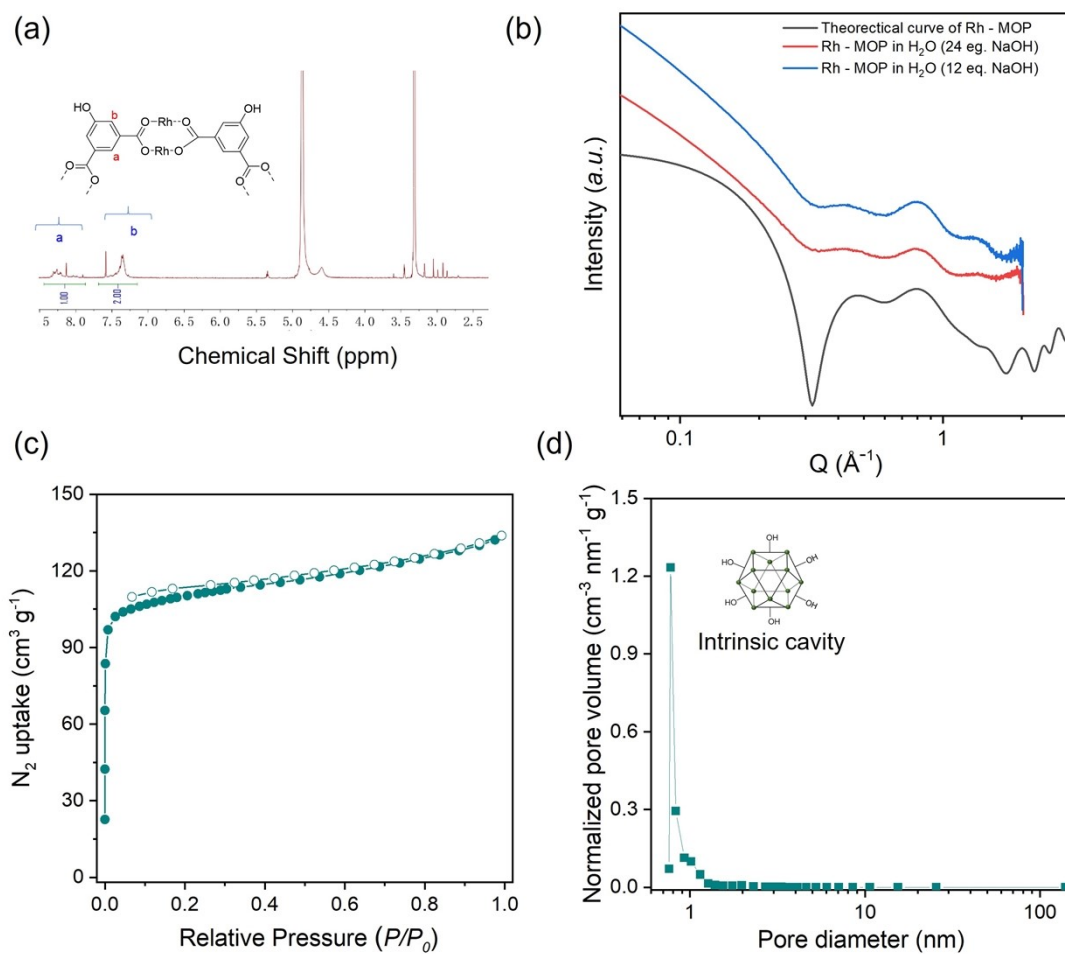 (a)
HO
b
O
Rh
O
OH
O
Rh
O
a
O
O
O
O
a
b
1.00
2.00
5 8.0 7.5 7.0 6.5 6.0 5.5 5.0 4.5 4.0 3.5 3.0 2.5
Chemical Shift (ppm)
(b)
Theorectical curve of Rh - MOP
Rh - MOP in H₂O (24 eg. NaOH)
Rh - MOP in H₂O (12 eq. NaOH)
Intensity (a.u.)
0.1 1
Q (Å⁻¹)
(c)
150
120
90
60
30
0
N₂ uptake (cm³ g⁻¹)
0.0 0.2 0.4 0.6 0.8 1.0
Relative Pressure (P/P₀)
(d)
1.5
1.2
0.9
0.6
0.3
0.0
Normalized pore volume (cm⁻³ nm⁻¹ g⁻¹)
OH
HO
OH
HO
OH
OH
Intrinsic cavity
1 10 100
Pore diameter (nm)